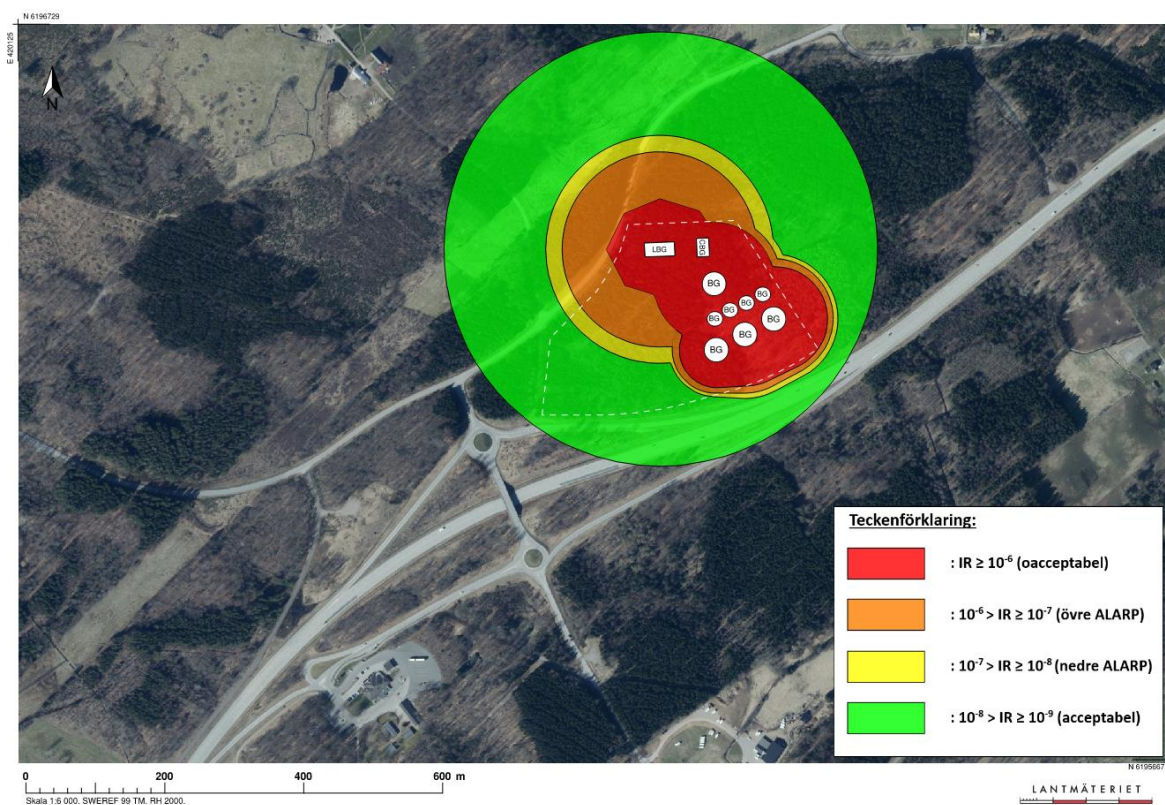 N 6196729
E 420125
N
LBG
CBG
BG
BG
BG
BG
BG
BG
BG
BG
Teckenförklaring:
: IR ≥ 10⁻⁶ (oacceptabel)
: 10⁻⁶ > IR ≥ 10⁻⁷ (övre ALARP)
: 10⁻⁷ > IR ≥ 10⁻⁸ (nedre ALARP)
: 10⁻⁸ > IR ≥ 10⁻⁹ (acceptabel)
N 6195667
0 200 400 600 m
Skala 1:6 000. SWEREF 99 TM. RH 2000.
LANTMÄTERIET